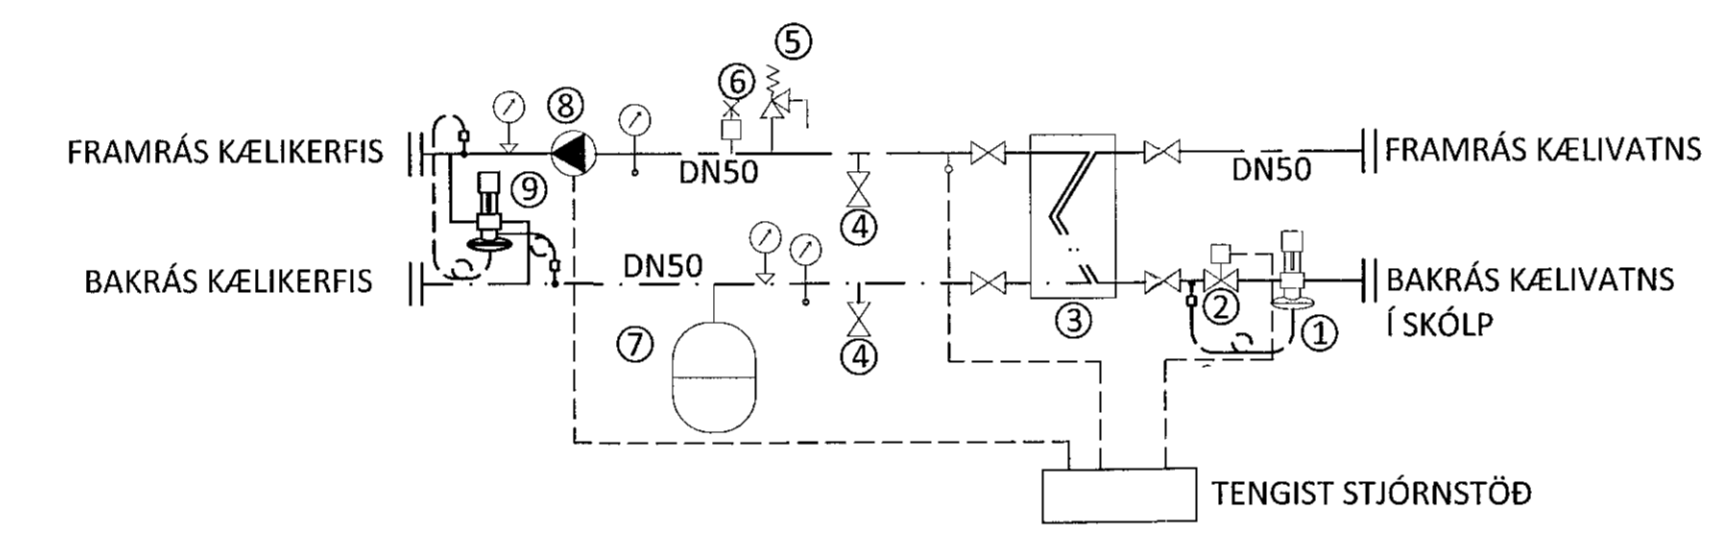 ⑤
⑥
⑧
FRAMRÁS KÆLIKERFIS
DN50
DN50
FRAMRÁS KÆLIVATNS
⑨
④
BAKRÁS KÆLIKERFIS
DN50
BAKRÁS KÆLIVATNS
Í SKÓLP
②
③
①
⑦
④
TENGIST STJÓRNSTÖÐ